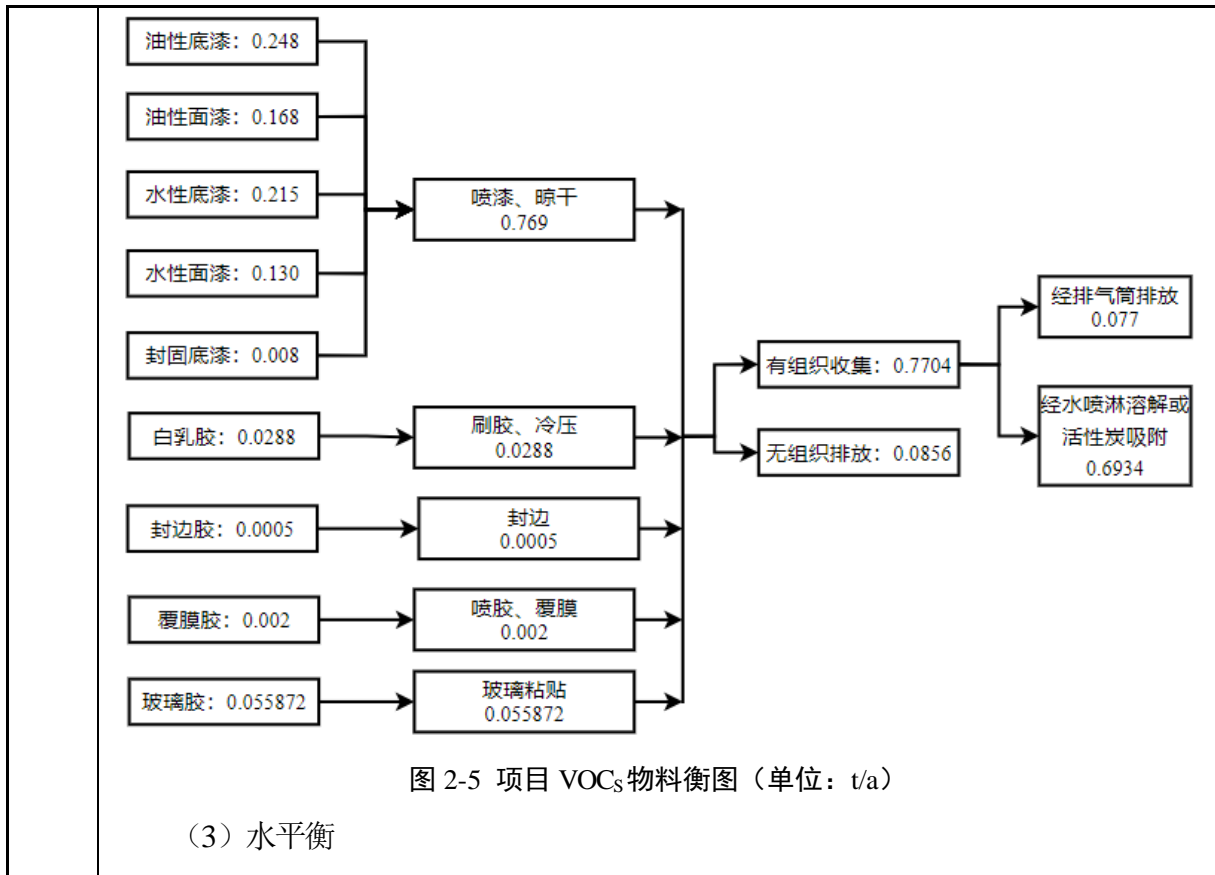 油性底漆：0.248
油性面漆：0.168
水性底漆：0.215
水性面漆：0.130
封固底漆：0.008
白乳胶：0.0288
封边胶：0.0005
覆膜胶：0.002
玻璃胶：0.055872
喷漆、晾干
0.769
刷胶、冷压
0.0288
封边
0.0005
喷胶、覆膜
0.002
玻璃粘贴
0.055872
有组织收集：0.7704
无组织排放：0.0856
经排气筒排放
0.077
经水喷淋溶解或
活性炭吸附
0.6934
图 2-5 项目 VOCs物料衡图（单位：t/a）
（3）水平衡